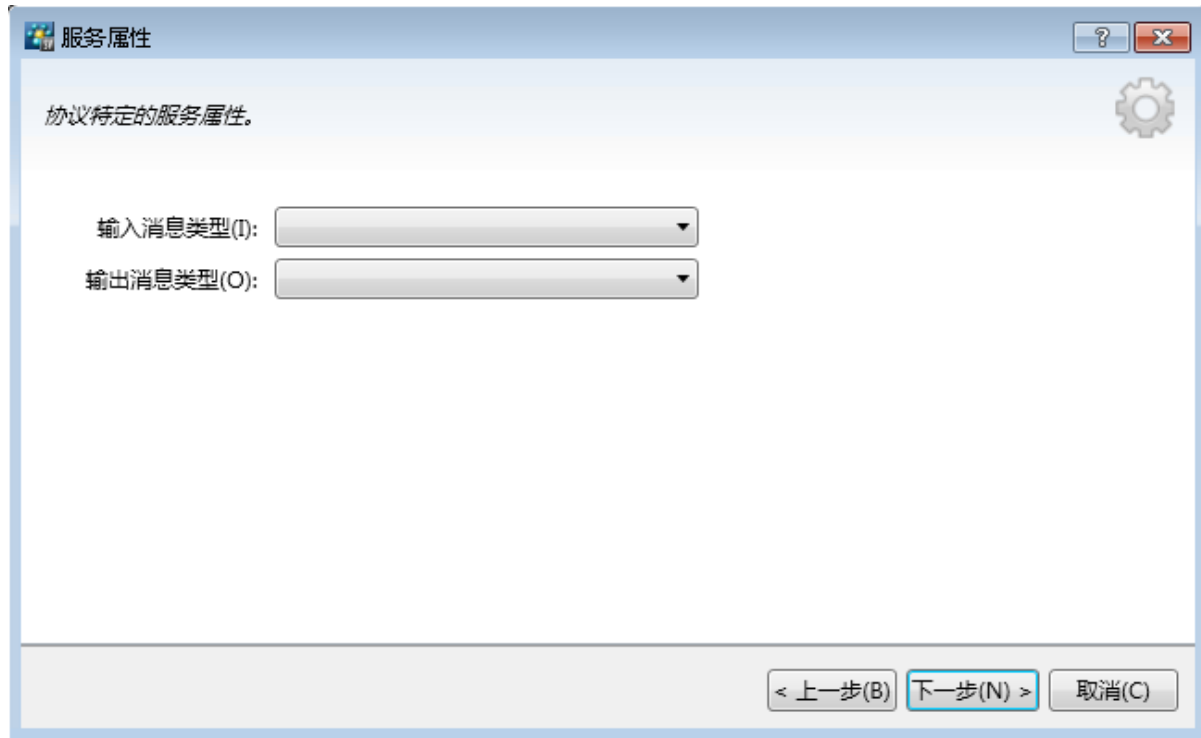 服务属性
?
协议特定的服务属性。
输入消息类型(I):
输出消息类型(O):
< 上一步(B) 下一步(N) > 取消(C)